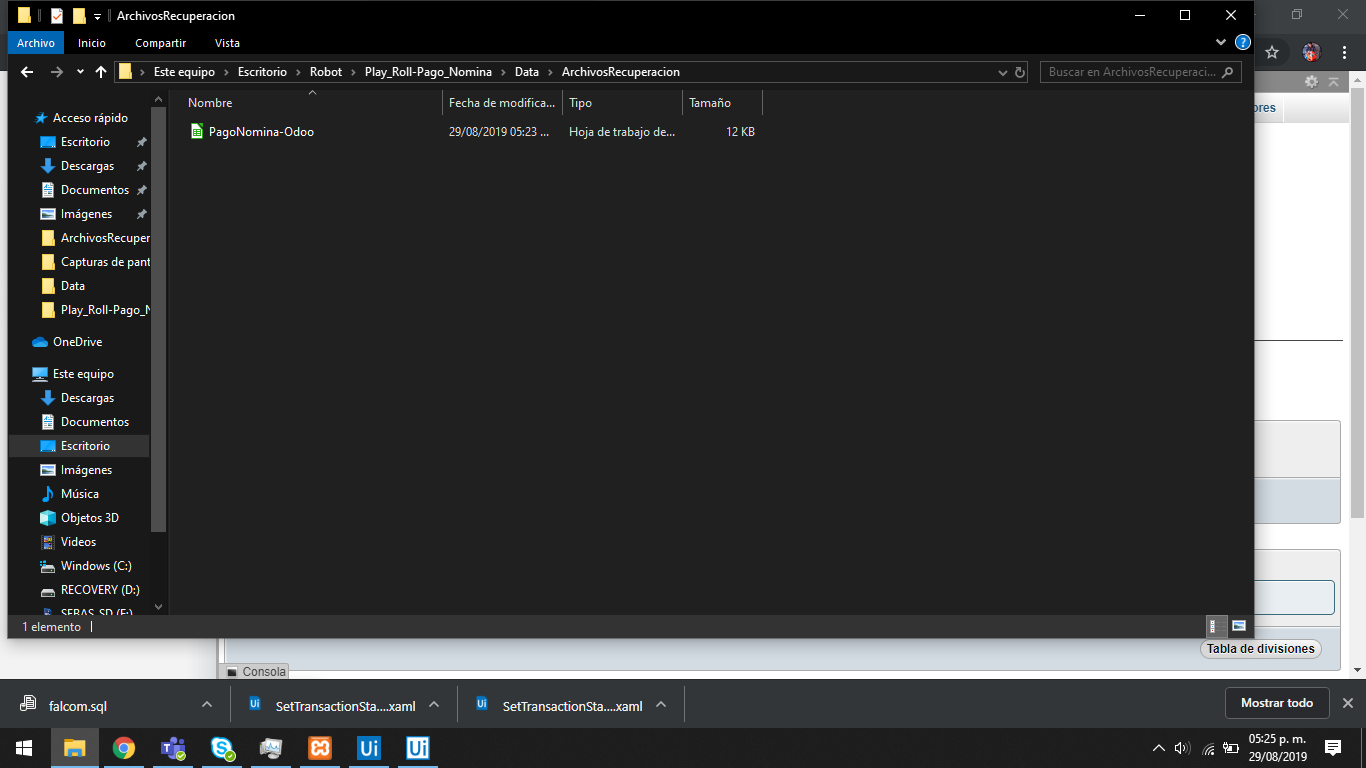 ArchivosRecuperacion
Archivo Inicio Compartir Vista
Este equipo Escritorio Robot Play_Roll-Pago_Nomina Data ArchivosRecuperacion
Buscar en ArchivosRecuperaci...
Nombre Fecha de modifica... Tipo Tamaño
PagoNomina-Odoo 29/08/2019 05:23 ... Hoja de trabajo de... 12 KB
Acceso rápido
Escritorio
Descargas
Documentos
Imágenes
ArchivosRecuper
Capturas de pant
Data
Play_Roll-Pago_N
OneDrive
Este equipo
Descargas
Documentos
Escritorio
Imágenes
Música
Objetos 3D
Videos
Windows (C:)
RECOVERY (D:)
SEBAS_SD (F:)
1 elemento
ores
Tabla de divisiones
Consola
falcom.sql
Ui SetTransactionSta....xaml
Ui SetTransactionSta....xaml
Mostrar todo
Ui Ui
05:25 p. m.
29/08/2019